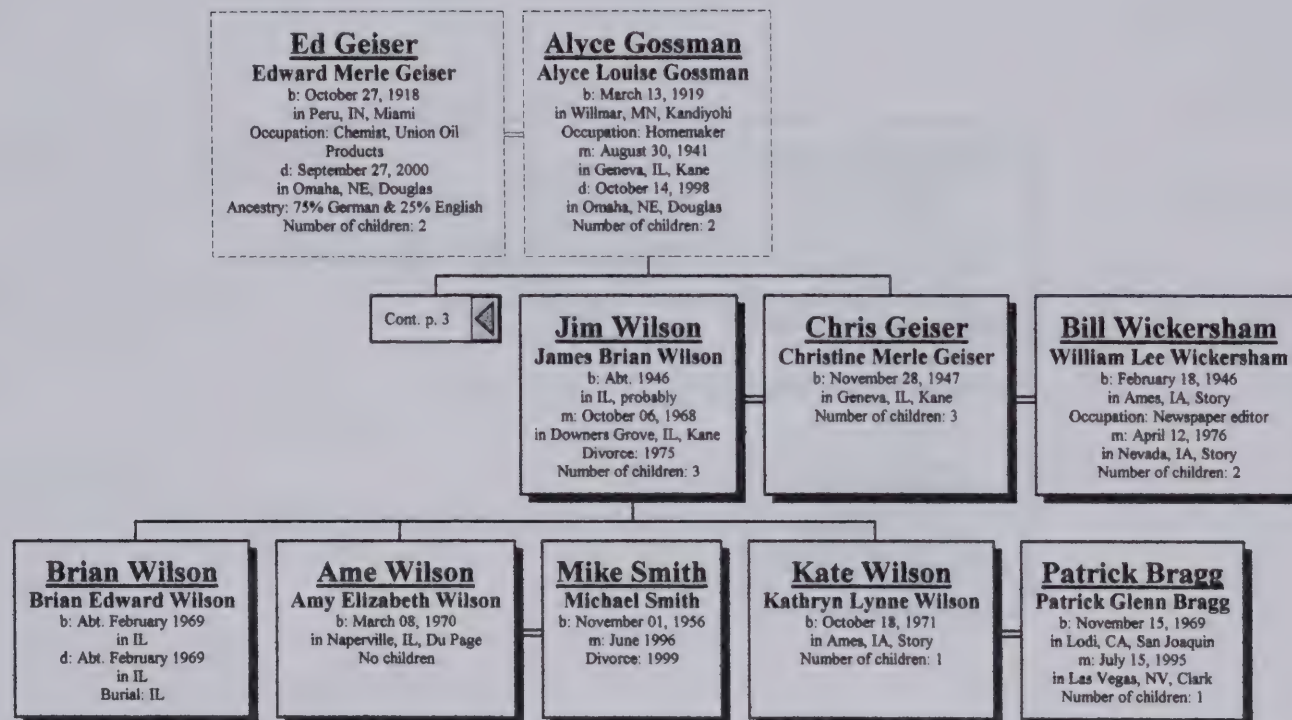 Ed Geiser
Edward Merle Geiser
b: October 27, 1918
in Peru, IN, Miami
Occupation: Chemist, Union Oil
Products
d: September 27, 2000
in Omaha, NE, Douglas
Ancestry: 75% German & 25% English
Number of children: 2
Alyce Gossman
Alyce Louise Gossman
b: March 13, 1919
in Willmar, MN, Kandiyohi
Occupation: Homemaker
m: August 30, 1941
in Geneva, IL, Kane
d: October 14, 1998
in Omaha, NE, Douglas
Number of children: 2
Cont. p. 3
Jim Wilson
James Brian Wilson
b: Abt. 1946
in IL, probably
m: October 06, 1968
in Downers Grove, IL, Kane
Divorce: 1975
Number of children: 3
Chris Geiser
Christine Merle Geiser
b: November 28, 1947
in Geneva, IL, Kane
Number of children: 3
Bill Wickersham
William Lee Wickersham
b: February 18, 1946
in Ames, IA, Story
Occupation: Newspaper editor
m: April 12, 1976
in Nevada, IA, Story
Number of children: 2
Brian Wilson
Brian Edward Wilson
b: Abt. February 1969
in IL
d: Abt. February 1969
in IL
Burial: IL
Ame Wilson
Amy Elizabeth Wilson
b: March 08, 1970
in Naperville, IL, Du Page
No children
Mike Smith
Michael Smith
b: November 01, 1956
m: June 1996
Divorce: 1999
Kate Wilson
Kathryn Lynne Wilson
b: October 18, 1971
in Ames, IA, Story
Number of children: 1
Patrick Bragg
Patrick Glenn Bragg
b: November 15, 1969
in Lodi, CA, San Joaquin
m: July 15, 1995
in Las Vegas, NV, Clark
Number of children: 1